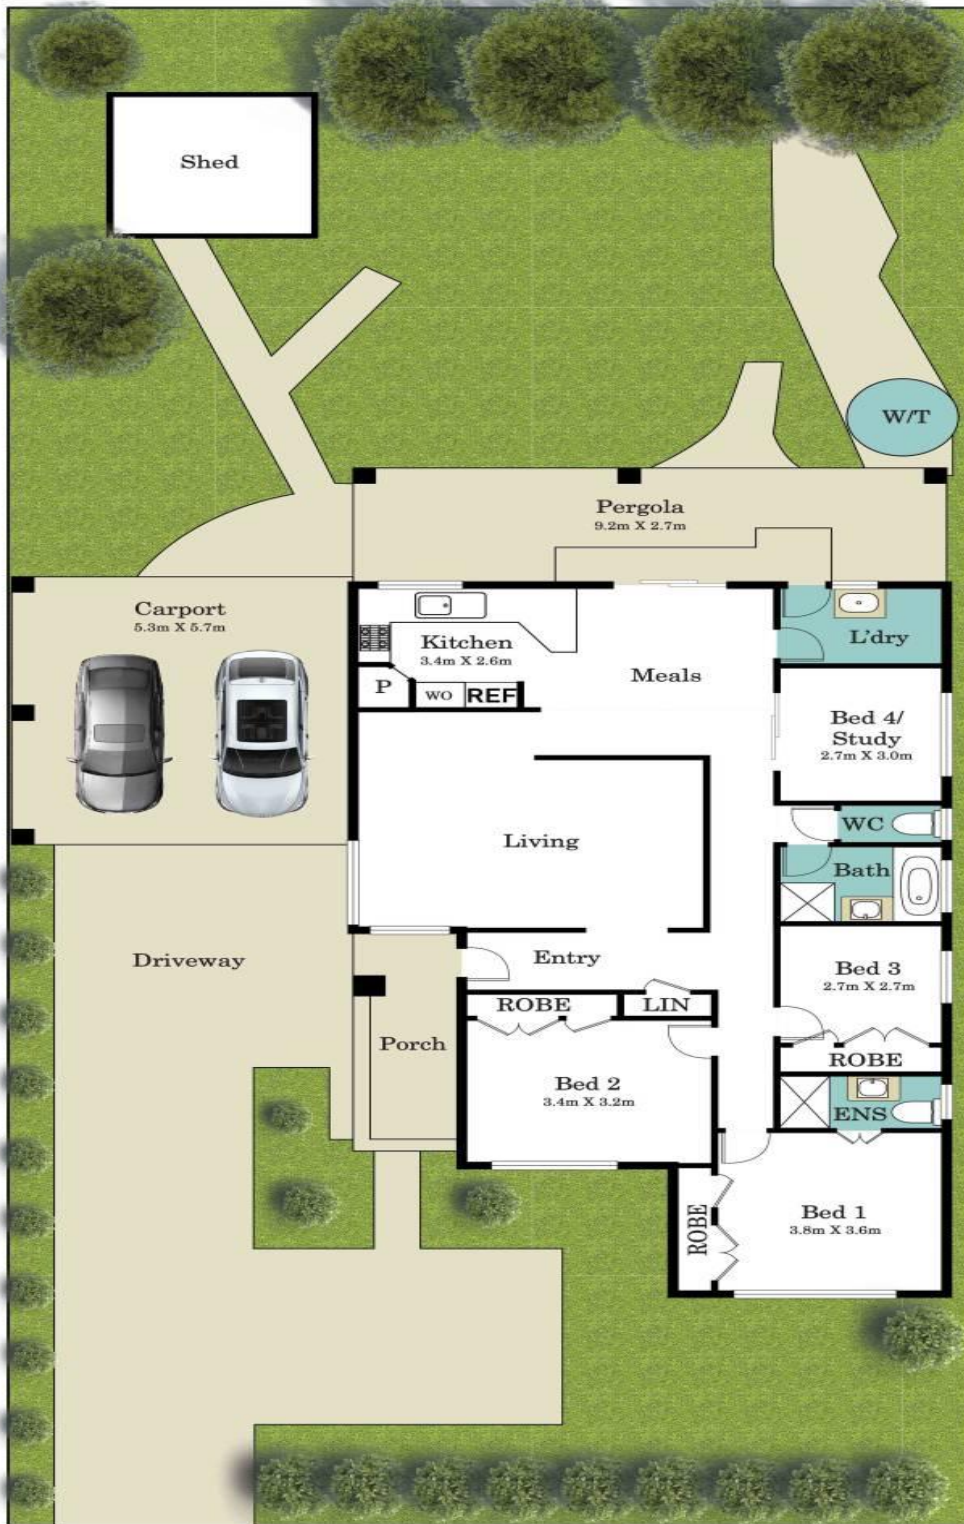 Shed
W/T
Pergola
9.2m X 2.7m
Carport
5.3m X 5.7m
Kitchen
3.4m X 2.6m
P
WO
REF
Meals
L'dry
Bed 4/
Study
2.7m X 3.0m
WC
Living
Bath
Driveway
Entry
Bed 3
2.7m X 2.7m
ROBE
LIN
Porch
ROBE
Bed 2
3.4m X 3.2m
ENS
ROBE
Bed 1
3.8m X 3.6m